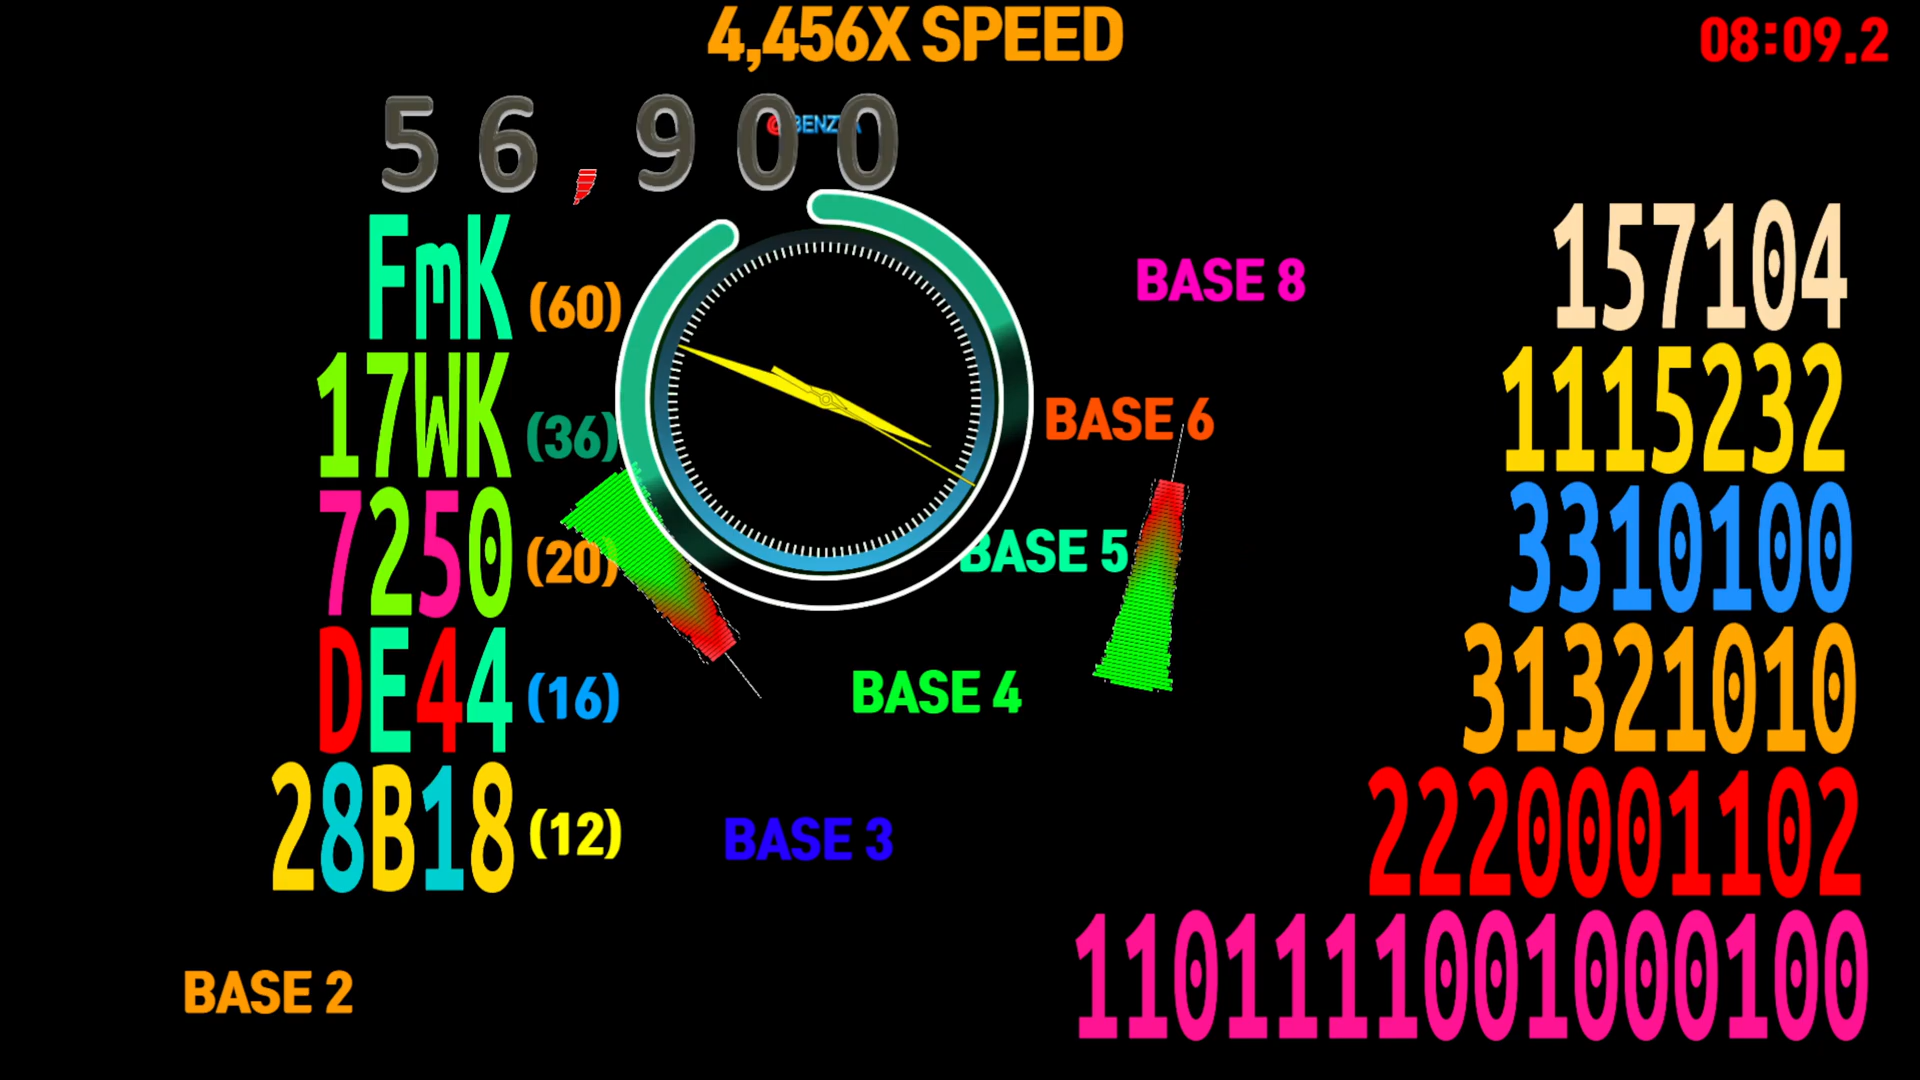 4,456X SPEED
08:09.2
56,900
FmK (60)
BASE 8 157104
17WK (36)
BASE 6 1115232
7250 (20)
BASE 5 3310100
DE44 (16)
BASE 4 31321010
28B18 (12)
BASE 3 2220001102
BASE 2 1101111001000100